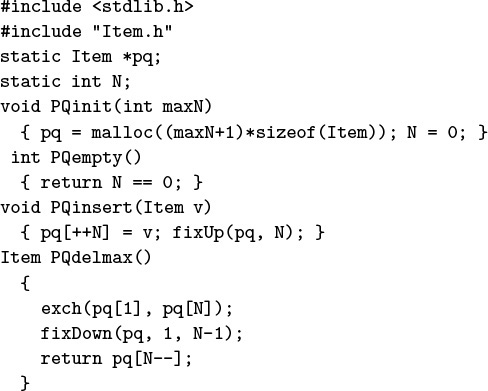 #include <stdlib.h>
#include "Item.h"
static Item *pq;
static int N;
void PQinit(int maxN)
  { pq = malloc((maxN+1)*sizeof(Item)); N = 0; }
 int PQempty()
  { return N == 0; }
void PQinsert(Item v)
  { pq[++N] = v; fixUp(pq, N); }
Item PQdelmax()
  {
    exch(pq[1], pq[N]);
    fixDown(pq, 1, N-1);
    return pq[N--];
  }